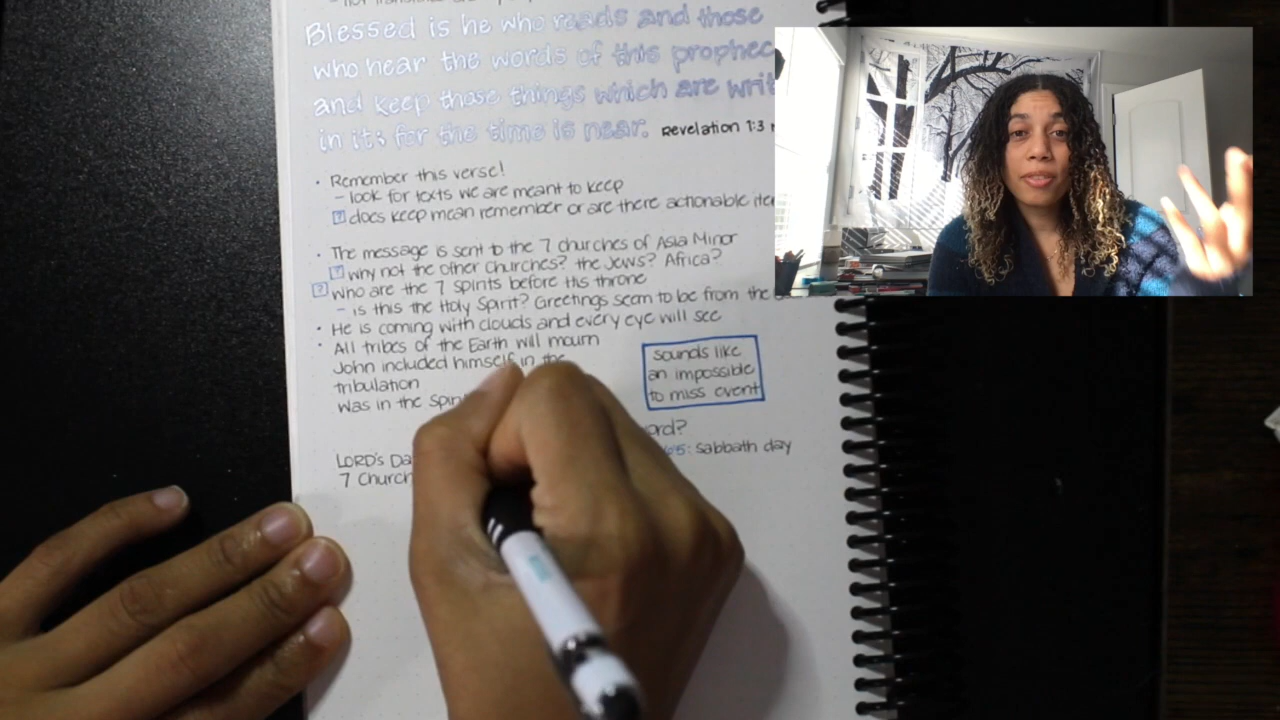 Blessed is he who reads and those
who hear the words of this prophec
and keep those things which are writ
in it; for the time is near. Revelation 1:3
• Remember this verse!
- look for texts we are meant to keep
? does keep mean remember or are there actionable ite
• The message is sent to the 7 churches of Asia Minor
? why not the other churches? the Jews? Africa?
? who are the 7 spirits before His throne
- is this the Holy Spirit? Greetings seem to be from the
• He is coming with clouds and every eye will see
• All tribes of the Earth will mourn
John included himself in the
tribulation
was in the Spiri
sounds like
an impossible
to miss event
ord?
LORD's Da
sabbath day
7 Church